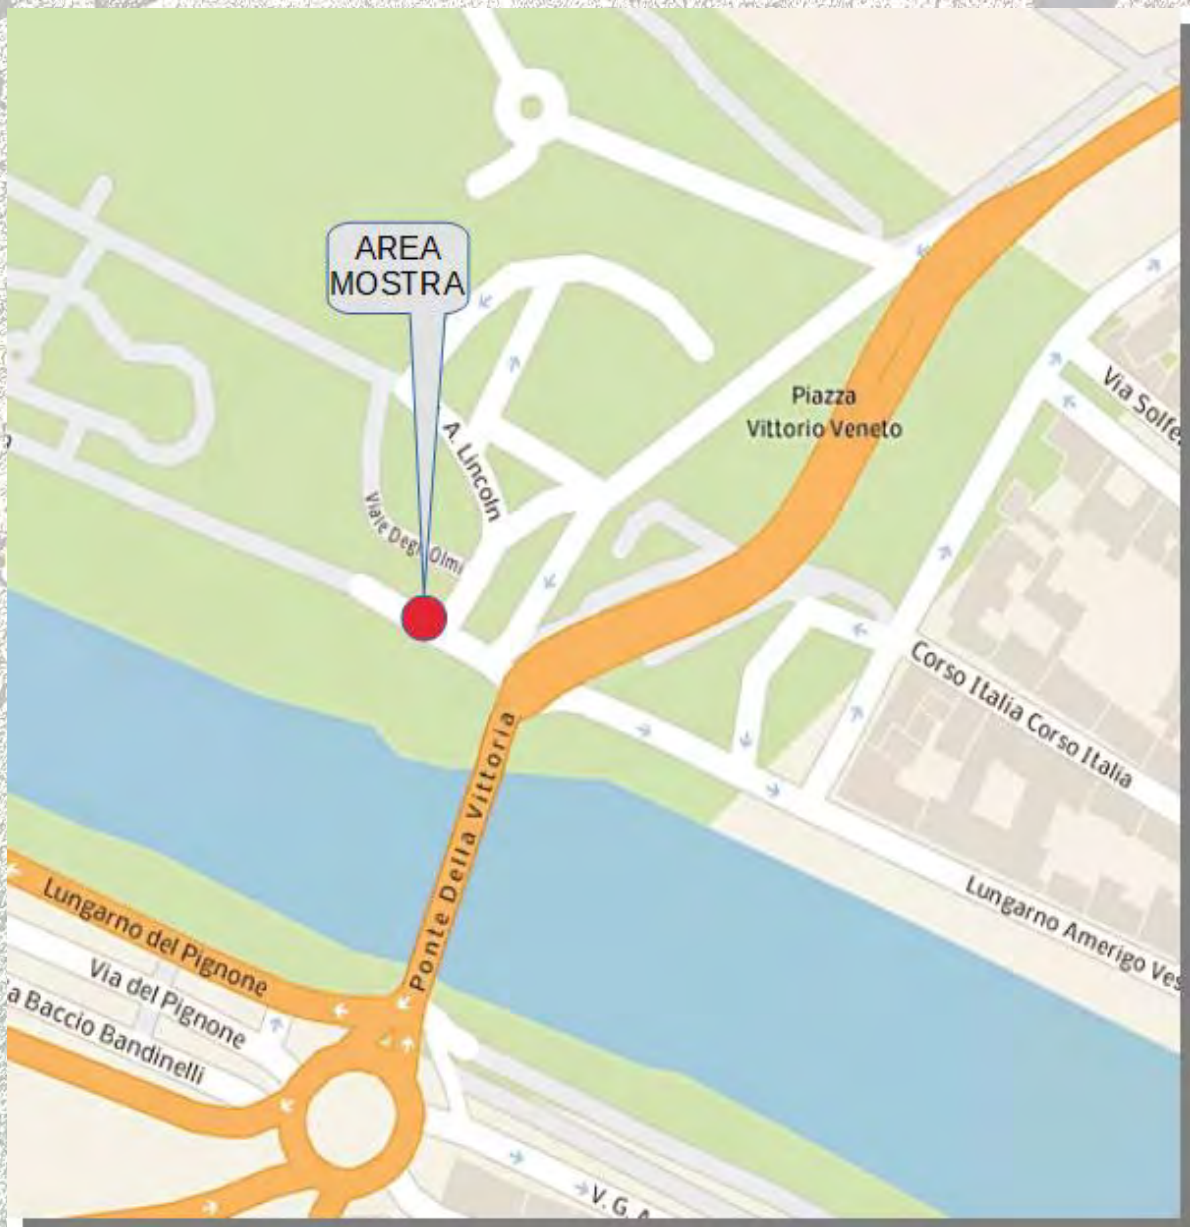 AREA
MOSTRA
Piazza
Vittorio Veneto
Via Solfe
A. Lincoln
Viale Degli Olmi
Corso Italia Corso Italia
Ponte Della Vittoria
Lungarno Amerigo Ves
Lungarno del Pignone
Via del Pignone
a Baccio Bandinelli
V. G. A